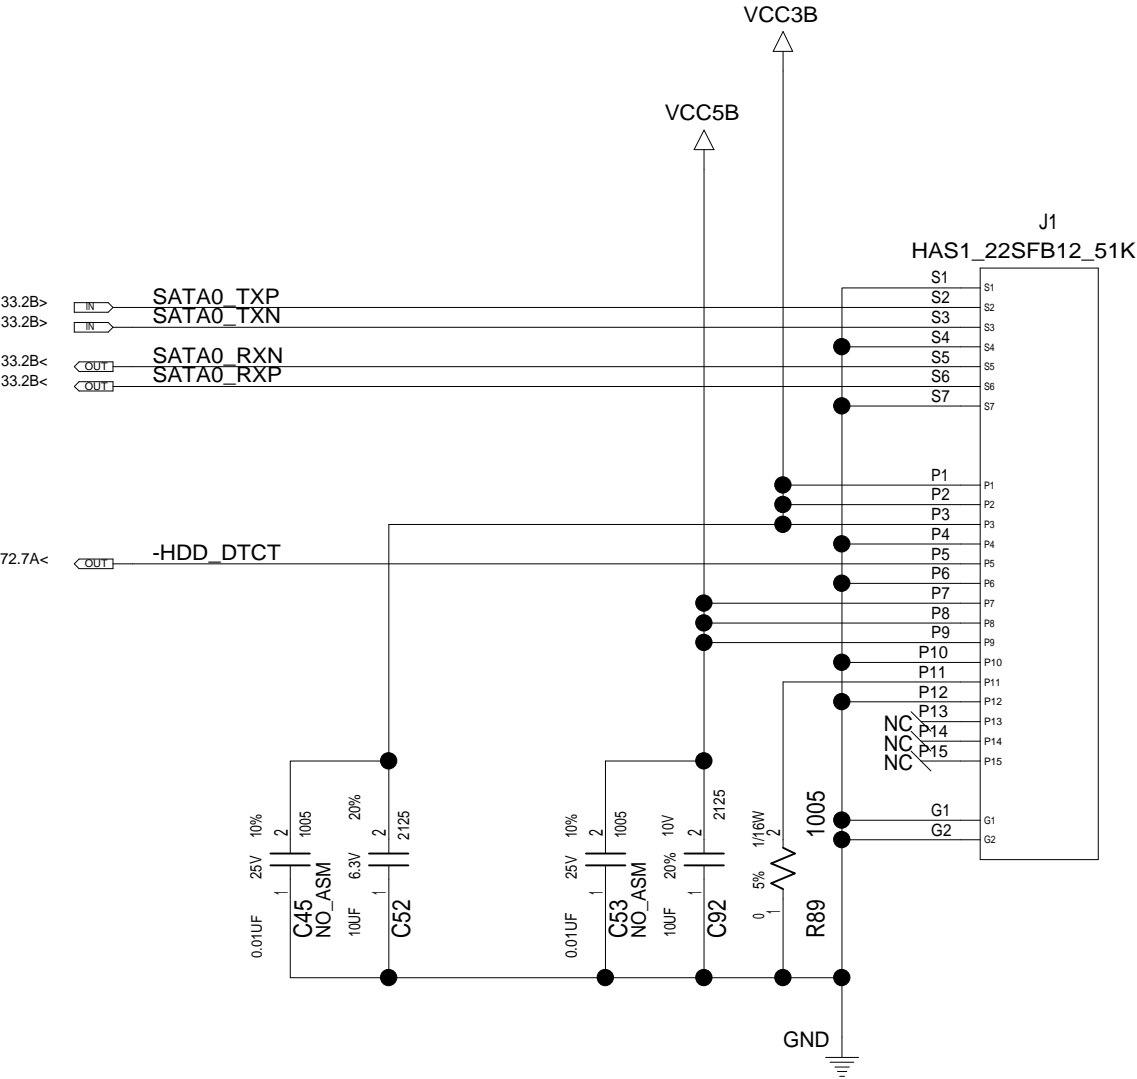 VCC3B
VCC5B
J1
HAS1_22SFB12_51K
33.2B> IN SATA0_TXP S1 S1
33.2B> IN SATA0_TXN S2 S2
S3 S3
S4 S4
33.2B< OUT SATA0_RXN S5 S5
33.2B< OUT SATA0_RXP S6 S6
S7 S7
P1 P1
P2 P2
P3 P3
P4 P4
72.7A< OUT -HDD_DTCT P5 P5
P6 P6
P7 P7
P8 P8
P9 P9
P10 P10
P11 P11
P12 P12
NC P13 P13
NC P14 P14
NC P15 P15
G1 G1
G2 G2
0.01UF 25V 10%
1 2
C45 1005
NO_ASM
10UF 6.3V 20%
1 2
C52 2125
0.01UF 25V 10%
1 2
C53 1005
NO_ASM
10UF 20% 10V
1 2
C92 2125
0 5% 1/16W
1 2
R89 1005
GND